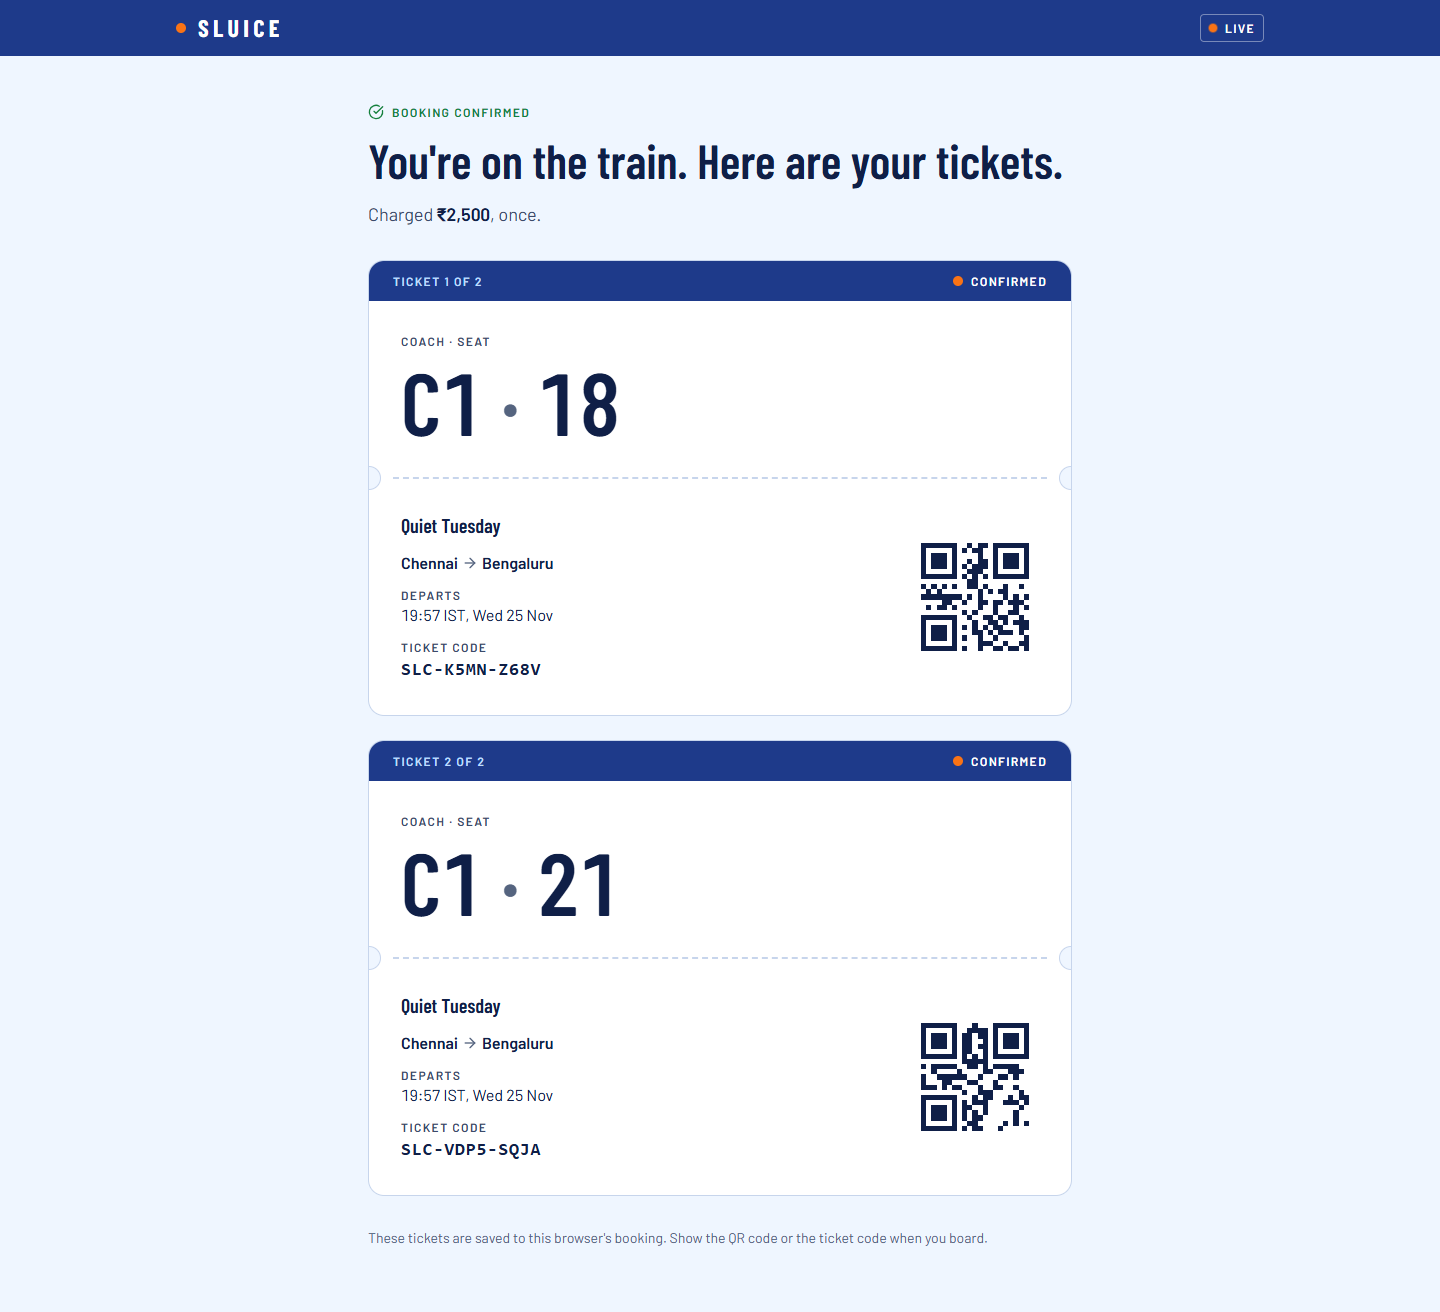 SLUICE
LIVE
BOOKING CONFIRMED
You're on the train. Here are your tickets.
Charged ₹2,500, once.
TICKET 1 OF 2
CONFIRMED
COACH · SEAT
C1 · 18
Quiet Tuesday
Chennai → Bengaluru
DEPARTS
19:57 IST, Wed 25 Nov
TICKET CODE
SLC-K5MN-Z68V
TICKET 2 OF 2
CONFIRMED
COACH · SEAT
C1 · 21
Quiet Tuesday
Chennai → Bengaluru
DEPARTS
19:57 IST, Wed 25 Nov
TICKET CODE
SLC-VDP5-SQJA
These tickets are saved to this browser's booking. Show the QR code or the ticket code when you board.